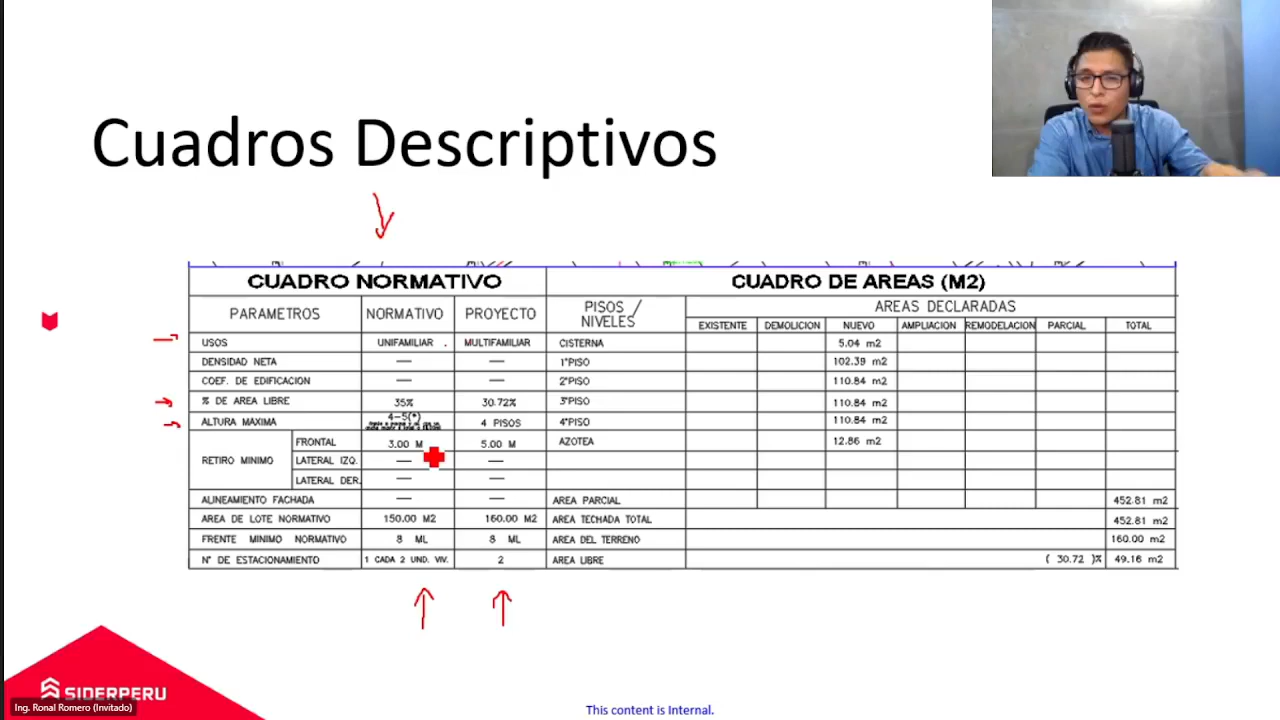 Cuadros Descriptivos
CUADRO NORMATIVO
CUADRO DE AREAS (M2)
PARAMETROS NORMATIVO PROYECTO
PISOS / NIVELES
AREAS DECLARADAS
EXISTENTE DEMOLICION NUEVO AMPLIACION REMODELACION PARCIAL TOTAL
USOS UNIFAMILIAR . MULTIFAMILIAR CISTERNA 5.04 m2
DENSIDAD NETA — — 1°PISO 102.39 m2
COEF. DE EDIFICACION — — 2°PISO 110.84 m2
% DE AREA LIBRE 35% 30.72% 3°PISO 110.84 m2
ALTURA MAXIMA 4-5(*) 4 PISOS 4°PISO 110.84 m2
RETIRO MINIMO
FRONTAL 3.00 M 5.00 M AZOTEA 12.86 m2
LATERAL IZQ. — —
LATERAL DER. — —
ALINEAMIENTO FACHADA — — AREA PARCIAL 452.81 m2
AREA DE LOTE NORMATIVO 150.00 M2 160.00 M2 AREA TECHADA TOTAL 452.81 m2
FRENTE MINIMO NORMATIVO 8 ML 8 ML AREA DEL TERRENO 160.00 m2
N° DE ESTACIONAMIENTO 1 CADA 2 UND. VIV. 2 AREA LIBRE ( 30.72 )% 49.16 m2
SIDERPERU
Ing. Ronal Romero (Invitado)
This content is Internal.